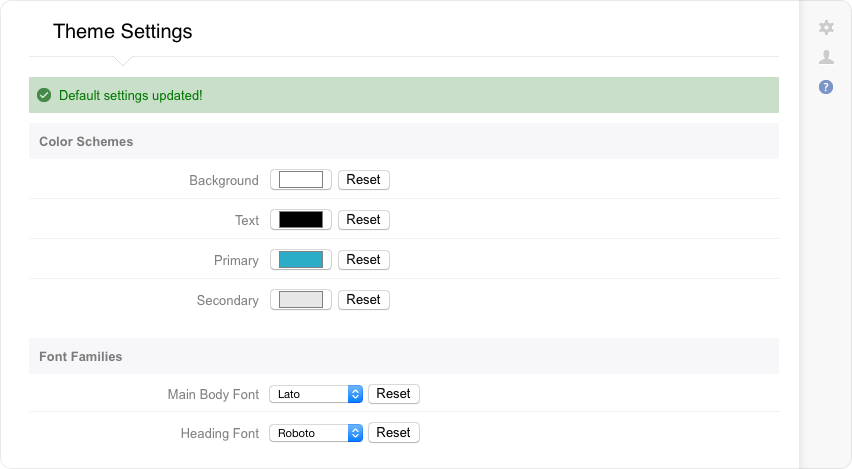 Theme Settings
Default settings updated!
Color Schemes
Background Reset
Text Reset
Primary Reset
Secondary Reset
Font Families
Main Body Font Lato Reset
Heading Font Roboto Reset
?